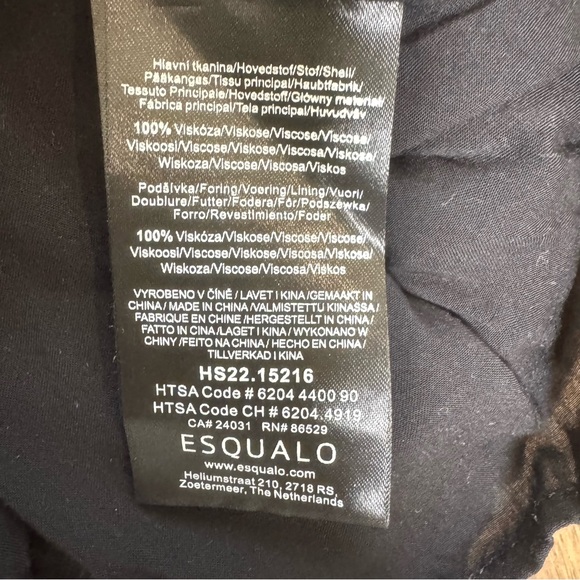 Hlavní tkanina/Hovedstof/Stof/Shell/
Pääkangas/Tissu principal/Haubtfabrik/
Tessuto Principale/Hovedstoff/Główny materiał/
Fábrica principal/Tela principal/Huvudväv
100% Viskóza/Viskose/Viscose/Viscose/
Viskoosi/Viscose/Viskose/Viscosa/Viskose/
Wiskoza/Viscose/Viscosa/Viskos
Podšívka/Foring/Voering/Lining/Vuori/
Doublure/Futter/Fodera/Fôr/Podszewka/
Forro/Revestimiento/Foder
100% Viskóza/Viskose/Viscose/Viscose/
Viskoosi/Viscose/Viskose/Viscosa/Viskose/
Wiskoza/Viscose/Viscosa/Viskos
VYROBENO V ČÍNĚ / LAVET I KINA /GEMAAKT IN
CHINA / MADE IN CHINA /VALMISTETTU KIINASSA/
FABRIQUE EN CHINE /HERGESTELLT IN CHINA/
FATTO IN CINA /LAGET I KINA / WYKONANO W
CHINY /FEITO NA CHINA / HECHO EN CHINA/
TILLVERKAD I KINA
HS22.15216
HTSA Code # 6204 4400 90
HTSA Code CH # 6204.4919
CA# 24031 RN# 86529
ESQUALO
www.esqualo.com
Heliumstraat 210, 2718 RS,
Zoetermeer, The Netherlands